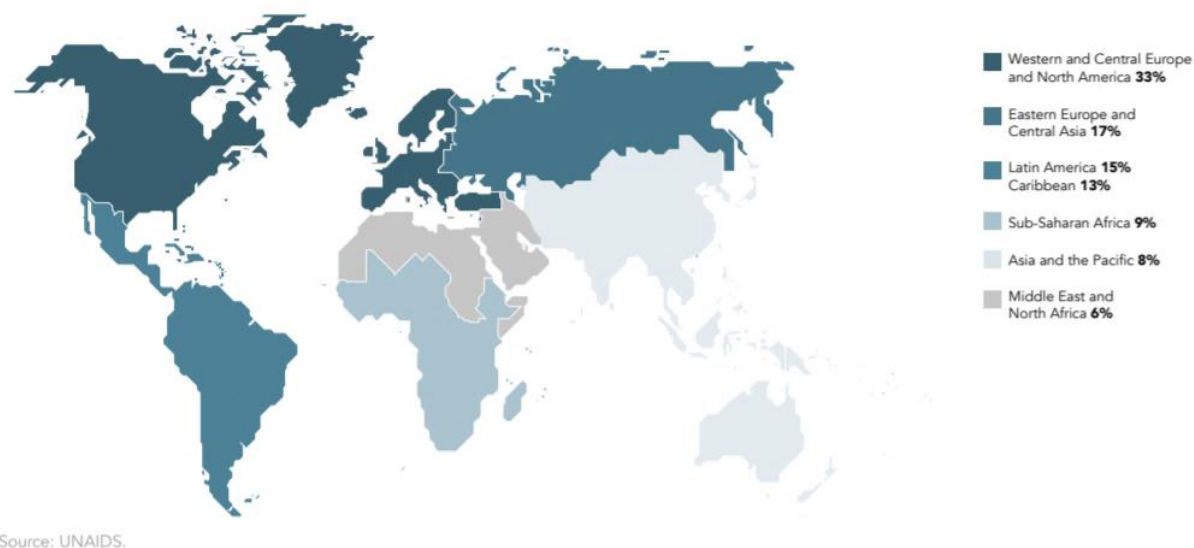 Western and Central Europe
and North America 33%
Eastern Europe and
Central Asia 17%
Latin America 15%
Caribbean 13%
Sub-Saharan Africa 9%
Asia and the Pacific 8%
Middle East and
North Africa 6%
Source: UNAIDS.